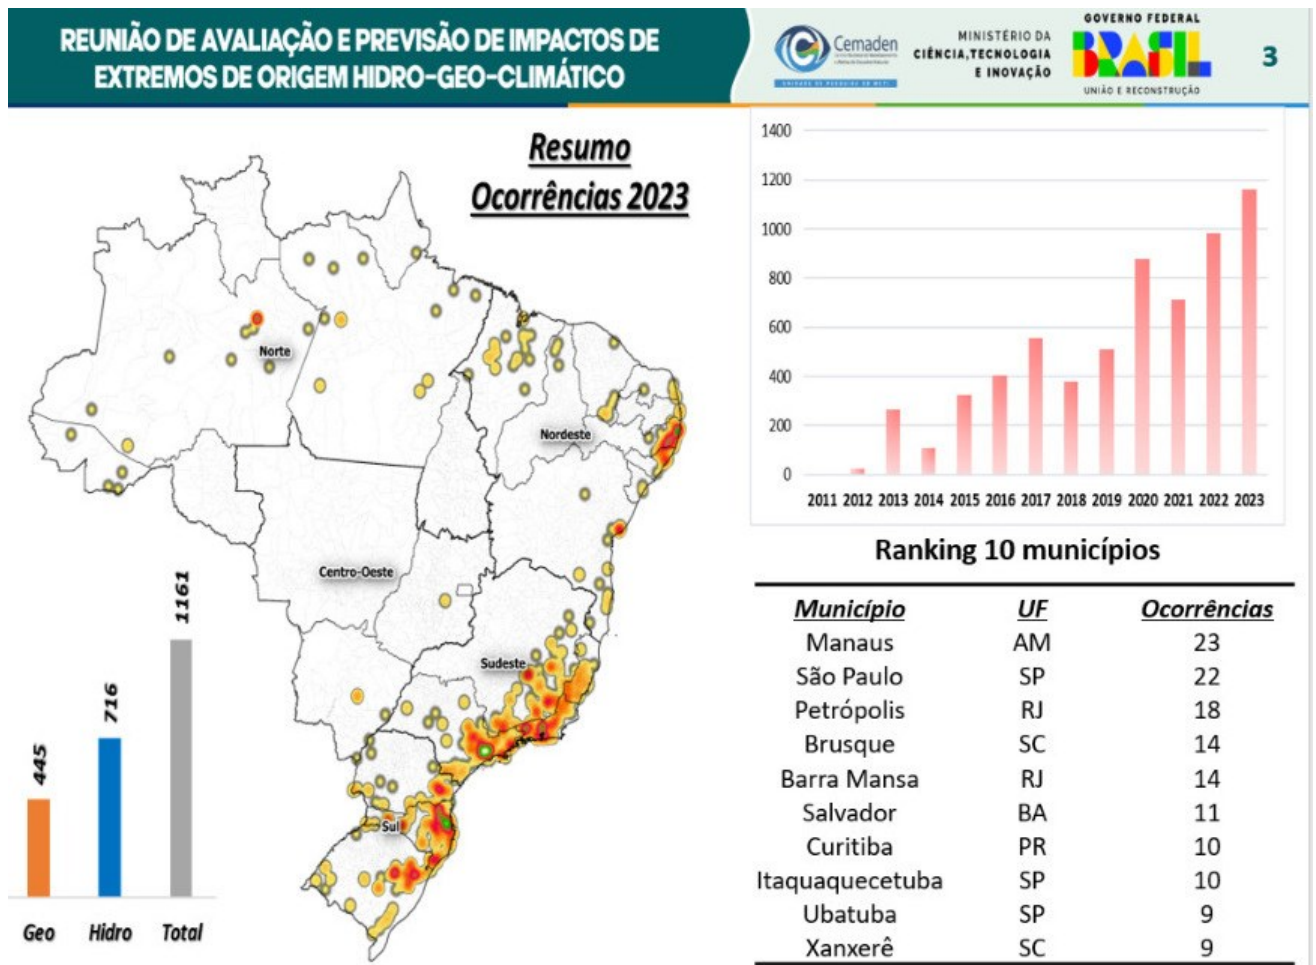 REUNIÃO DE AVALIAÇÃO E PREVISÃO DE IMPACTOS DE
EXTREMOS DE ORIGEM HIDRO-GEO-CLIMÁTICO
Cemaden
MINISTÉRIO DA
CIÊNCIA, TECNOLOGIA
E INOVAÇÃO
GOVERNO FEDERAL
BRASIL
UNIÃO E RECONSTRUÇÃO
3
Resumo
Ocorrências 2023
Norte
Nordeste
Centro-Oeste
Sudeste
Sul
445
716
1161
Geo Hidro Total
1400
1200
1000
800
600
400
200
0
2011 2012 2013 2014 2015 2016 2017 2018 2019 2020 2021 2022 2023
Ranking 10 municípios
Município UF Ocorrências
Manaus AM 23
São Paulo SP 22
Petrópolis RJ 18
Brusque SC 14
Barra Mansa RJ 14
Salvador BA 11
Curitiba PR 10
Itaquaquecetuba SP 10
Ubatuba SP 9
Xanxerê SC 9